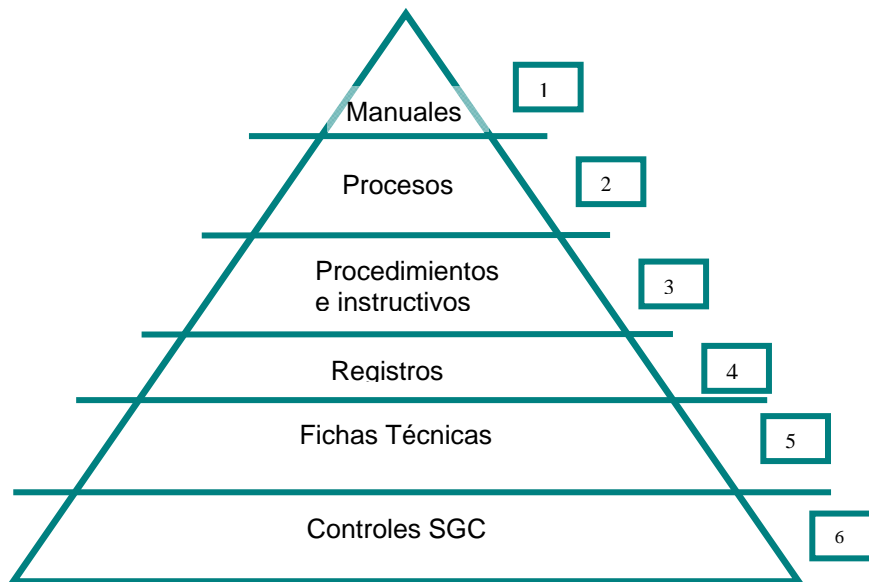 Manuales
1
Procesos
2
Procedimientos
e instructivos
3
Registros
4
Fichas Técnicas
5
Controles SGC
6